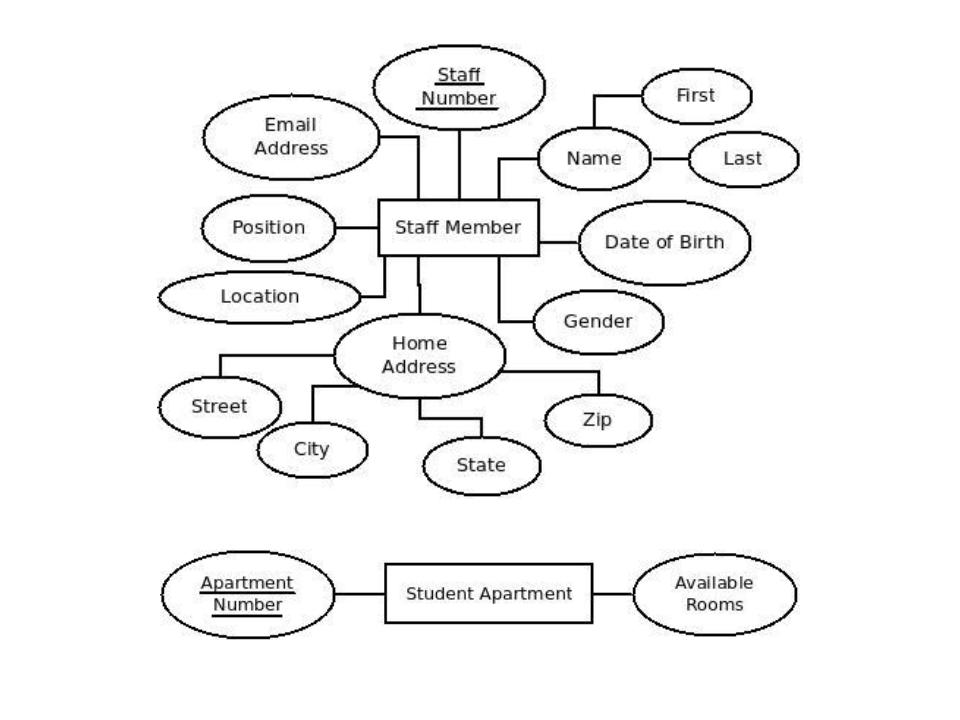 Staff
Number
First
Email
Address
Name
Last
Position
Staff Member
Date of Birth
Location
Gender
Home
Address
Street
Zip
City
State
Apartment
Number
Student Apartment
Available
Rooms